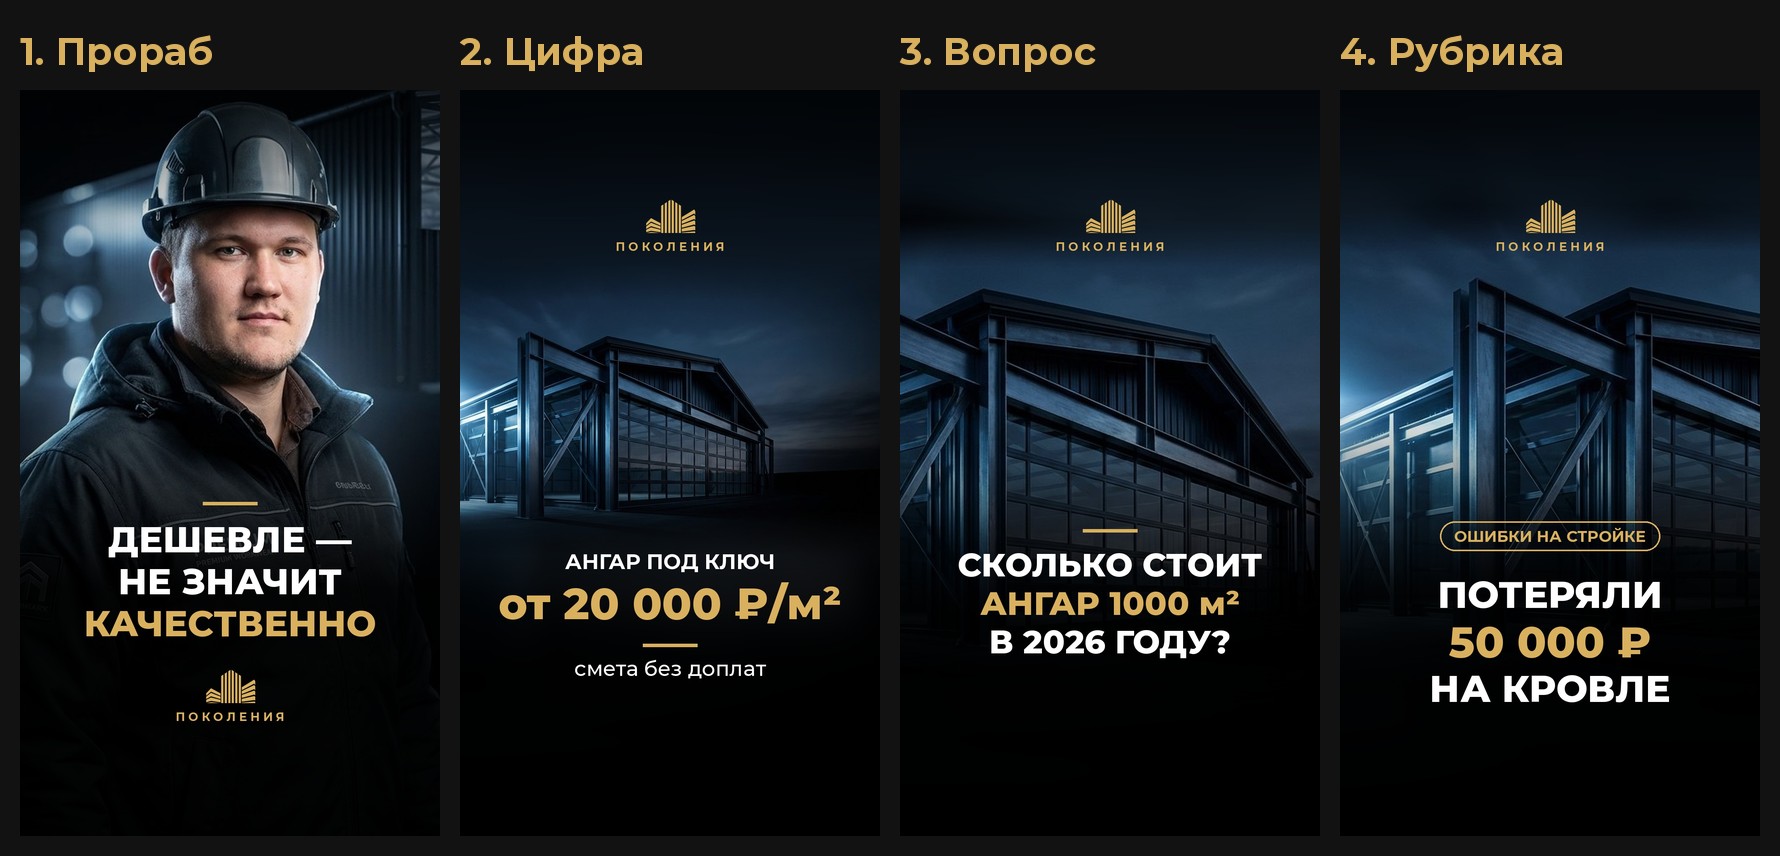 1. Прораб
ДЕШЕВЛЕ —
НЕ ЗНАЧИТ
КАЧЕСТВЕННО
ПОКОЛЕНИЯ
2. Цифра
ПОКОЛЕНИЯ
АНГАР ПОД КЛЮЧ
от 20 000 ₽/м²
смета без доплат
3. Вопрос
ПОКОЛЕНИЯ
СКОЛЬКО СТОИТ
АНГАР 1000 м²
В 2026 ГОДУ?
4. Рубрика
ПОКОЛЕНИЯ
ОШИБКИ НА СТРОЙКЕ
ПОТЕРЯЛИ
50 000 ₽
НА КРОВЛЕ